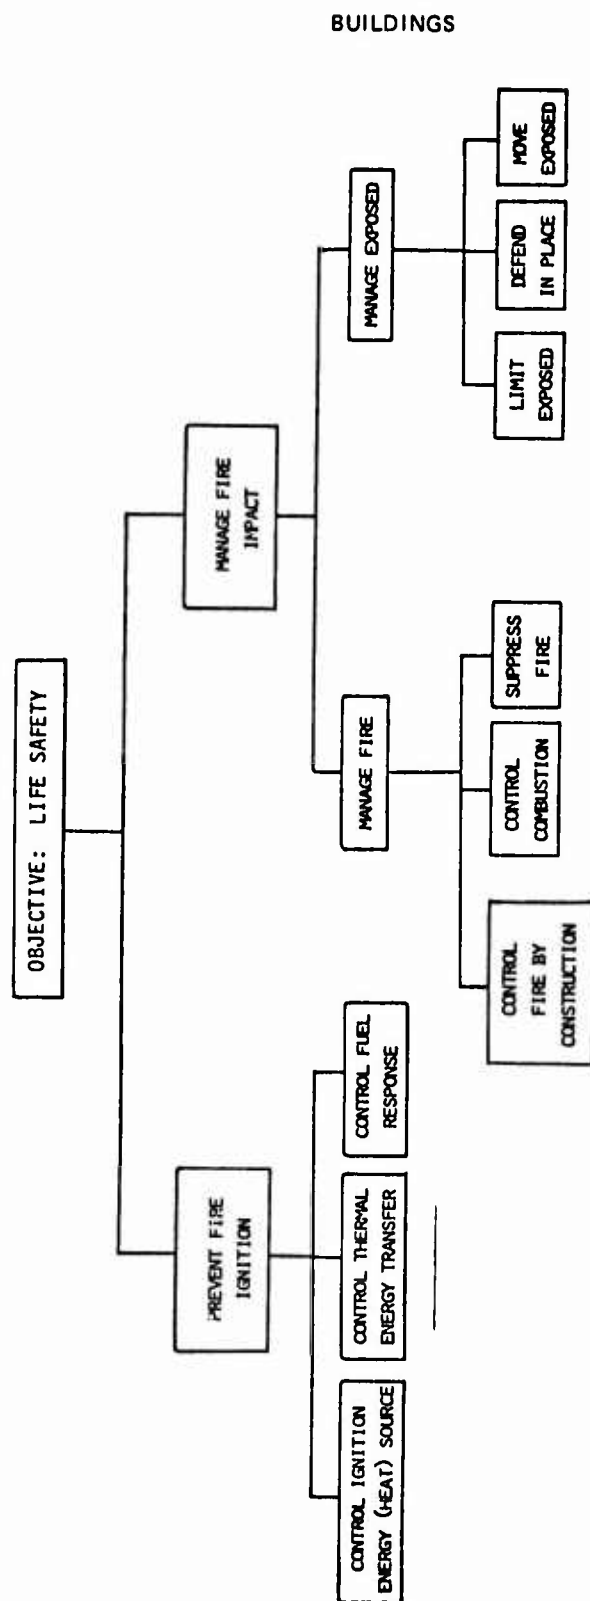 BUILDINGS
OBJECTIVE: LIFE SAFETY
PREVENT FIRE
IGNITION
MANAGE FIRE
IMPACT
CONTROL IGNITION
ENERGY (HEAT) SOURCE
CONTROL THERMAL
ENERGY TRANSFER
CONTROL FUEL
RESPONSE
MANAGE FIRE
MANAGE EXPOSED
CONTROL
FIRE BY
CONSTRUCTION
CONTROL
COMBUSTION
SUPPRESS
FIRE
LIMIT
EXPOSED
DEFEND
IN PLACE
MOVE
EXPOSED